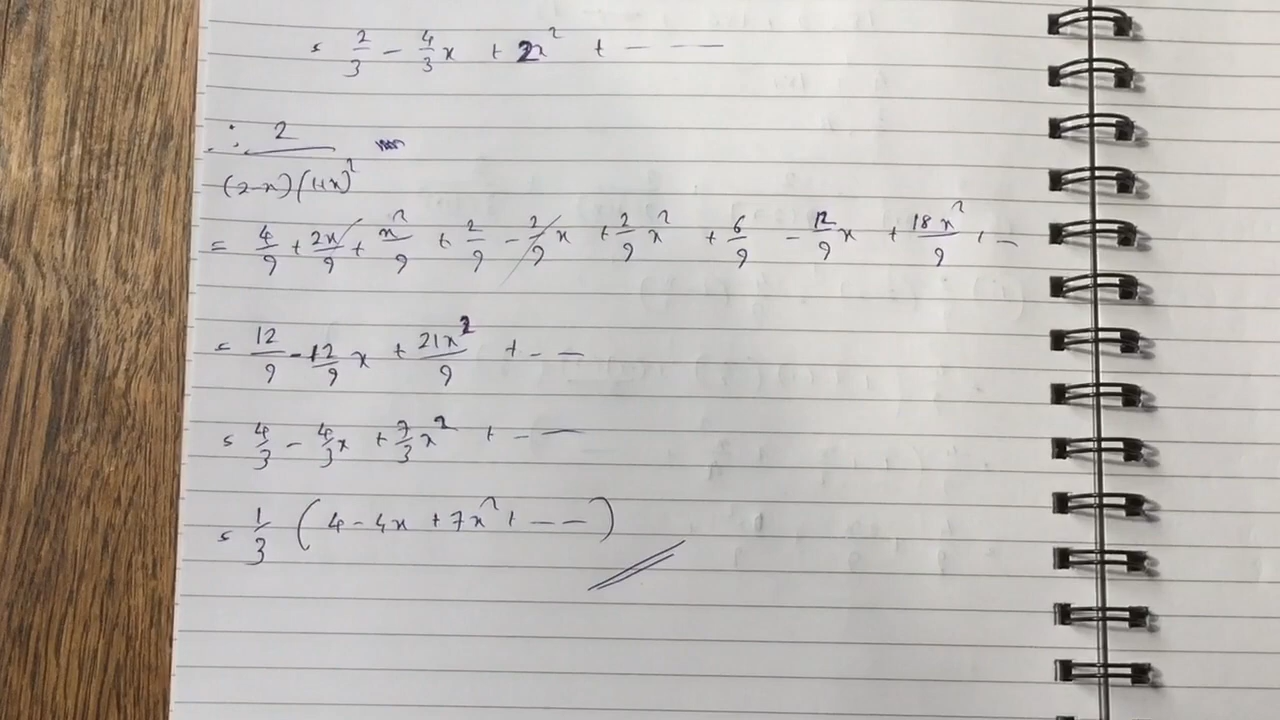 = 2/3 - 4/3 x + 2x² + - —
∴ 2
(2-x)(1+x)²
= 4/9 + 2x/9 + x²/9 + 2/9 - 2/9 x + 2/9 x² + 6/9 - 12/9 x + 18x²/9 + -
= 12/9 - 12/9 x + 21x²/9 + - —
= 4/3 - 4/3 x + 7/3 x² + - —
= 1/3 (4 - 4x + 7x² + — —)